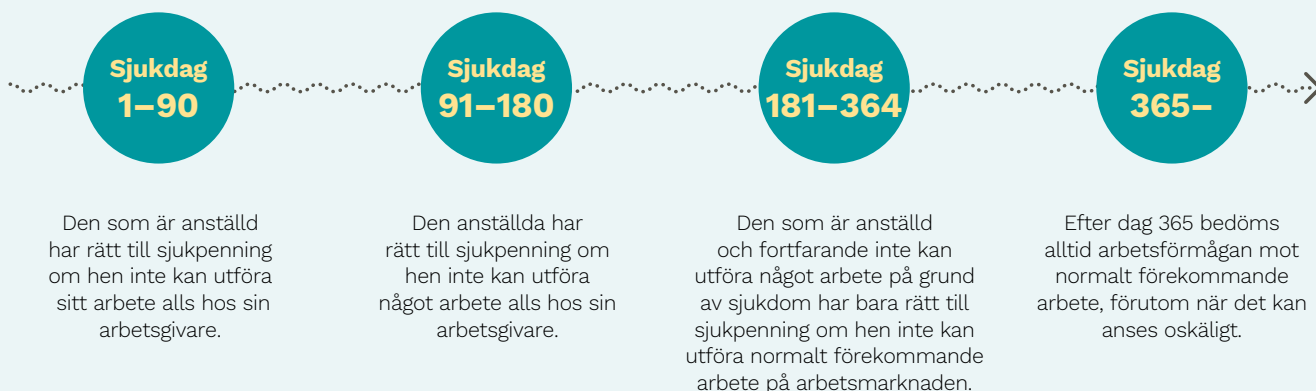 Sjukdag
1–90
Den som är anställd
har rätt till sjukpenning
om hen inte kan utföra
sitt arbete alls hos sin
arbetsgivare.
Sjukdag
91–180
Den anställda har
rätt till sjukpenning om
hen inte kan utföra
något arbete alls hos sin
arbetsgivare.
Sjukdag
181–364
Den som är anställd
och fortfarande inte kan
utföra något arbete på grund
av sjukdom har bara rätt till
sjukpenning om hen inte kan
utföra normalt förekommande
arbete på arbetsmarknaden.
Sjukdag
365–
Efter dag 365 bedöms
alltid arbetsförmågan mot
normalt förekommande
arbete, förutom när det kan
anses oskäligt.